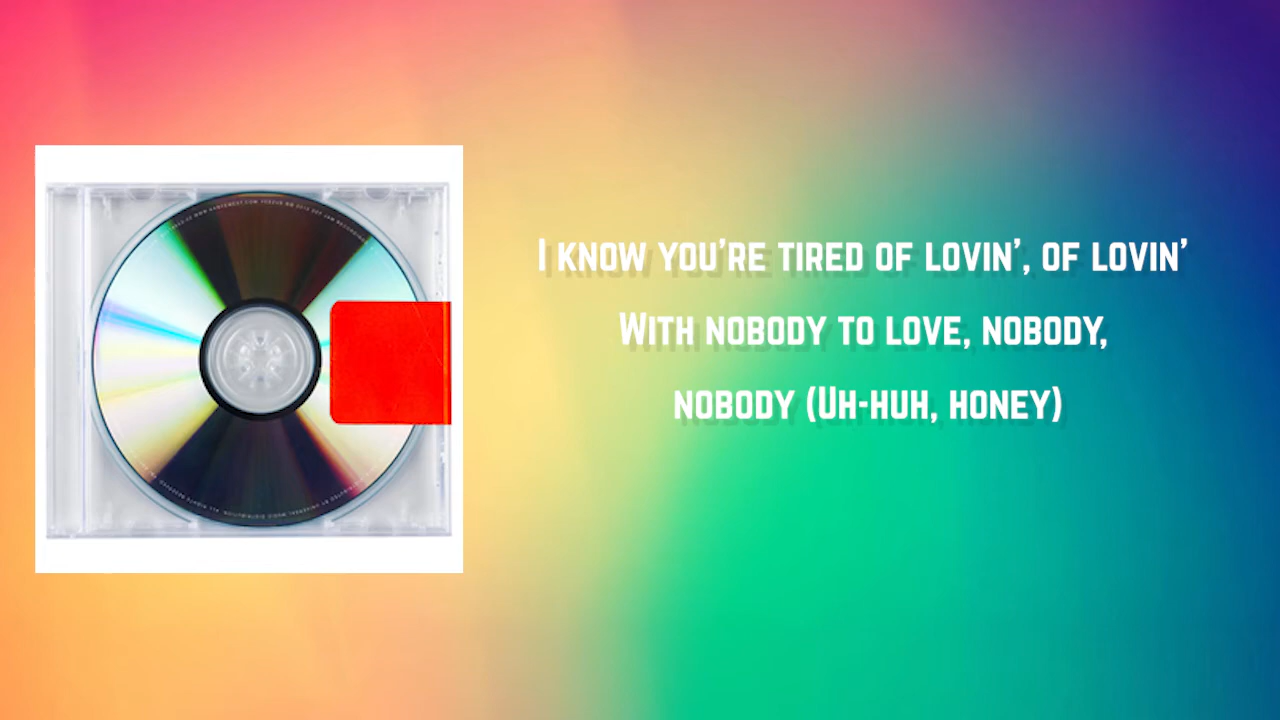 I know you're tired of lovin', of lovin'
With nobody to love, nobody,
nobody (Uh-huh, honey)